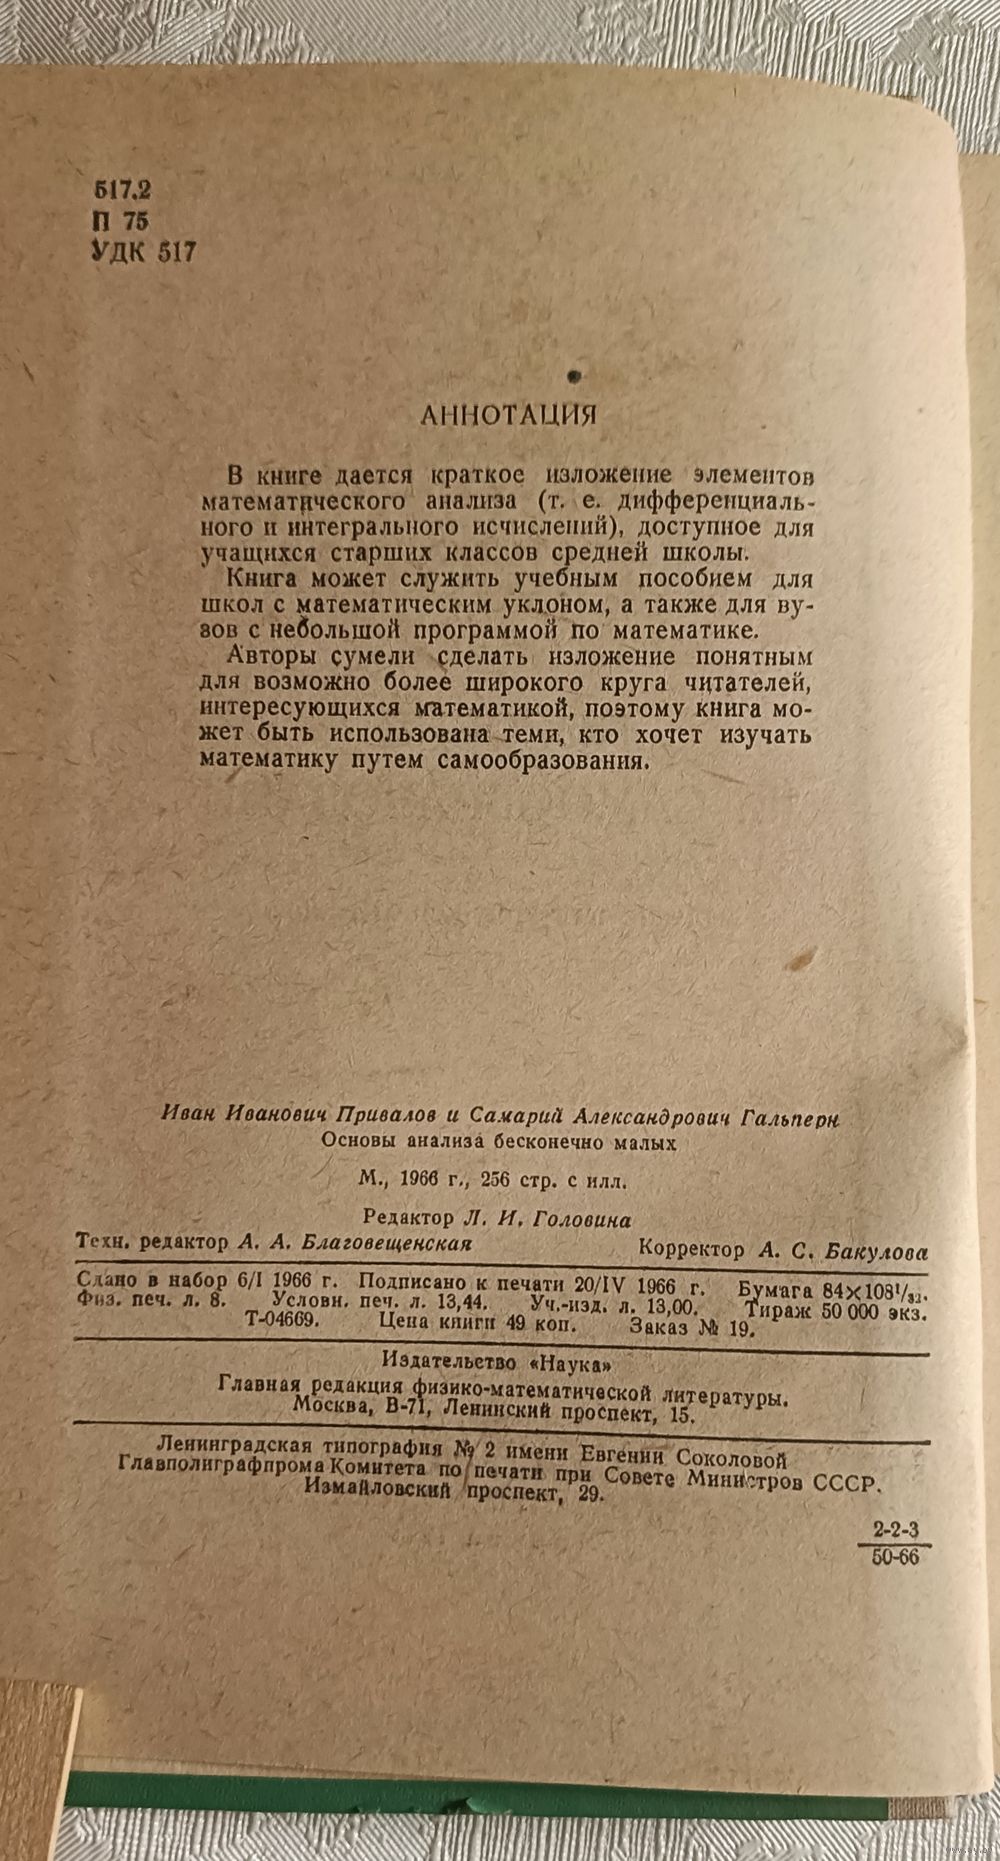 517.2
П 75
УДК 517
АННОТАЦИЯ
В книге дается краткое изложение элементов
математического анализа (т. е. дифференциаль-
ного и интегрального исчислений), доступное для
учащихся старших классов средней школы.
Книга может служить учебным пособием для
школ с математическим уклоном, а также для ву-
зов с небольшой программой по математике.
Авторы сумели сделать изложение понятным
для возможно более широкого круга читателей,
интересующихся математикой, поэтому книга мо-
жет быть использована теми, кто хочет изучать
математику путем самообразования.
Иван Иванович Привалов и Самарий Александрович Гальперн
Основы анализа бесконечно малых
М., 1966 г., 256 стр. с илл.
Редактор Л. И. Головина
Техн. редактор А. А. Благовещенская Корректор А. С. Бакулова
Сдано в набор 6/I 1966 г. Подписано к печати 20/IV 1966 г. Бумага 84×108¹/₃₂.
Физ. печ. л. 8. Условн. печ. л. 13,44. Уч.-изд. л. 13,00. Тираж 50 000 экз.
Т-04669. Цена книги 49 коп. Заказ № 19.
Издательство «Наука»
Главная редакция физико-математической литературы.
Москва, В-71, Ленинский проспект, 15.
Ленинградская типография № 2 имени Евгении Соколовой
Главполиграфпрома Комитета по печати при Совете Министров СССР.
Измайловский проспект, 29.
2-2-3
50-66